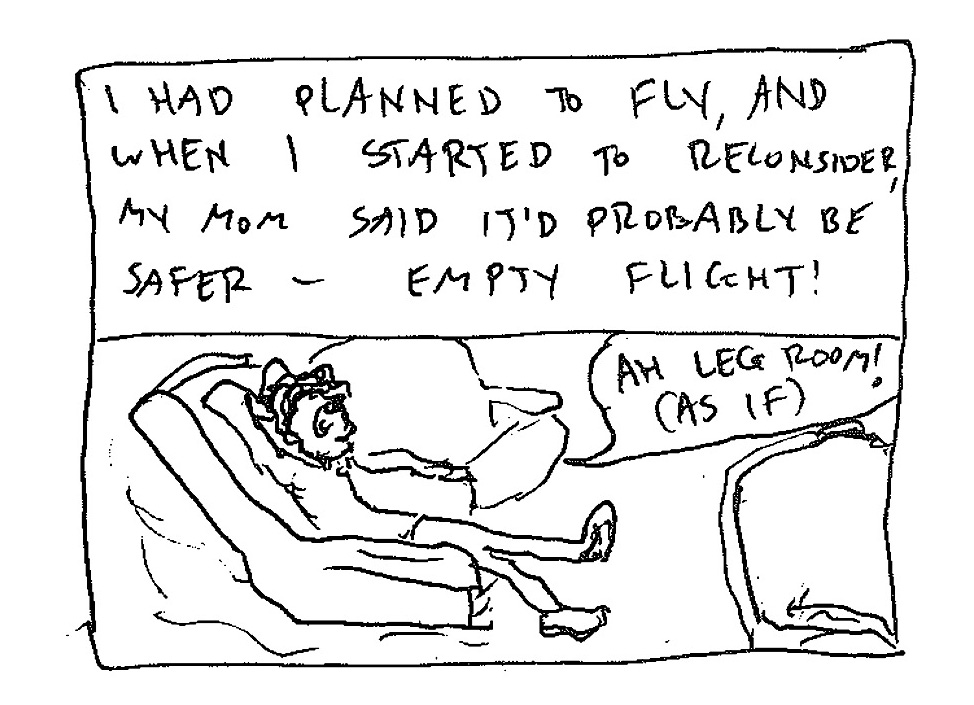 I HAD PLANNED TO FLY, AND
WHEN I STARTED TO RECONSIDER,
MY MOM SAID IT'D PROBABLY BE
SAFER – EMPTY FLIGHT!
AH LEG ROOM!
(AS IF)